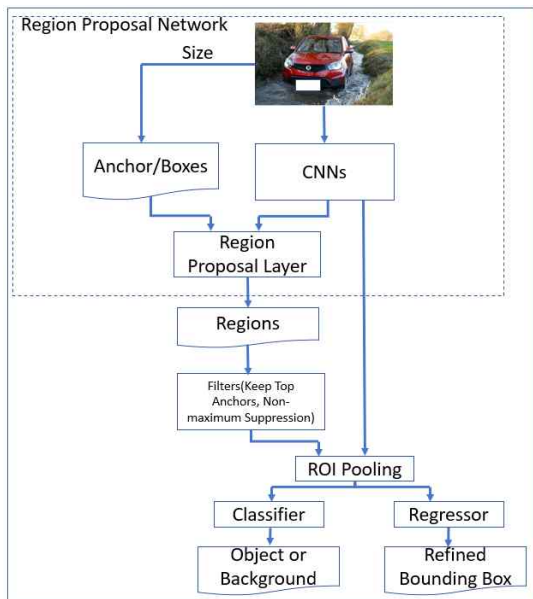 Region Proposal Network
Size
Anchor/Boxes
CNNs
Region
Proposal Layer
Regions
Filters(Keep Top
Anchors, Non-
maximum Suppression)
ROI Pooling
Classifier
Regressor
Object or
Background
Refined
Bounding Box